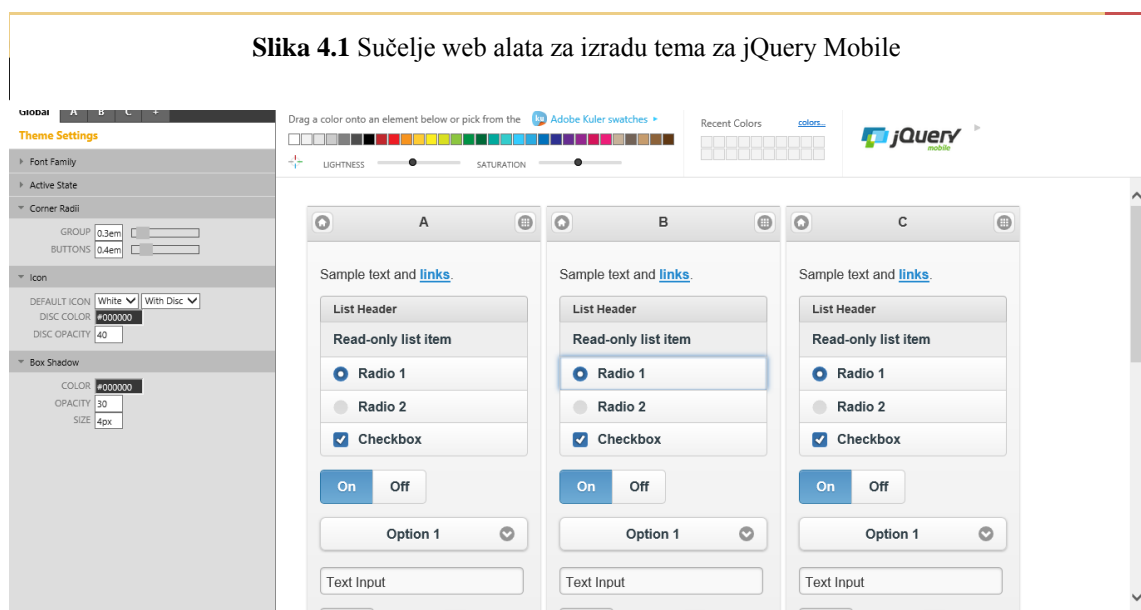 Slika 4.1 Sučelje web alata za izradu tema za jQuery Mobile
Global A B C +
Theme Settings
Font Family
Active State
Corner Radii
GROUP 0.3em
BUTTONS 0.4em
Icon
DEFAULT ICON White With Disc
DISC COLOR #000000
DISC OPACITY 40
Box Shadow
COLOR #000000
OPACITY 30
SIZE 4px
Drag a color onto an element below or pick from the ku Adobe Kuler swatches
LIGHTNESS SATURATION
Recent Colors colors...
jQuery
mobile
A
Sample text and links.
List Header
Read-only list item
Radio 1
Radio 2
Checkbox
On Off
Option 1
Text Input
B
Sample text and links.
List Header
Read-only list item
Radio 1
Radio 2
Checkbox
On Off
Option 1
Text Input
C
Sample text and links.
List Header
Read-only list item
Radio 1
Radio 2
Checkbox
On Off
Option 1
Text Input